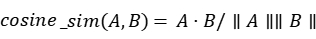 cosine _sim(A,B) = A · B/ ∥ A ∥∥ B ∥